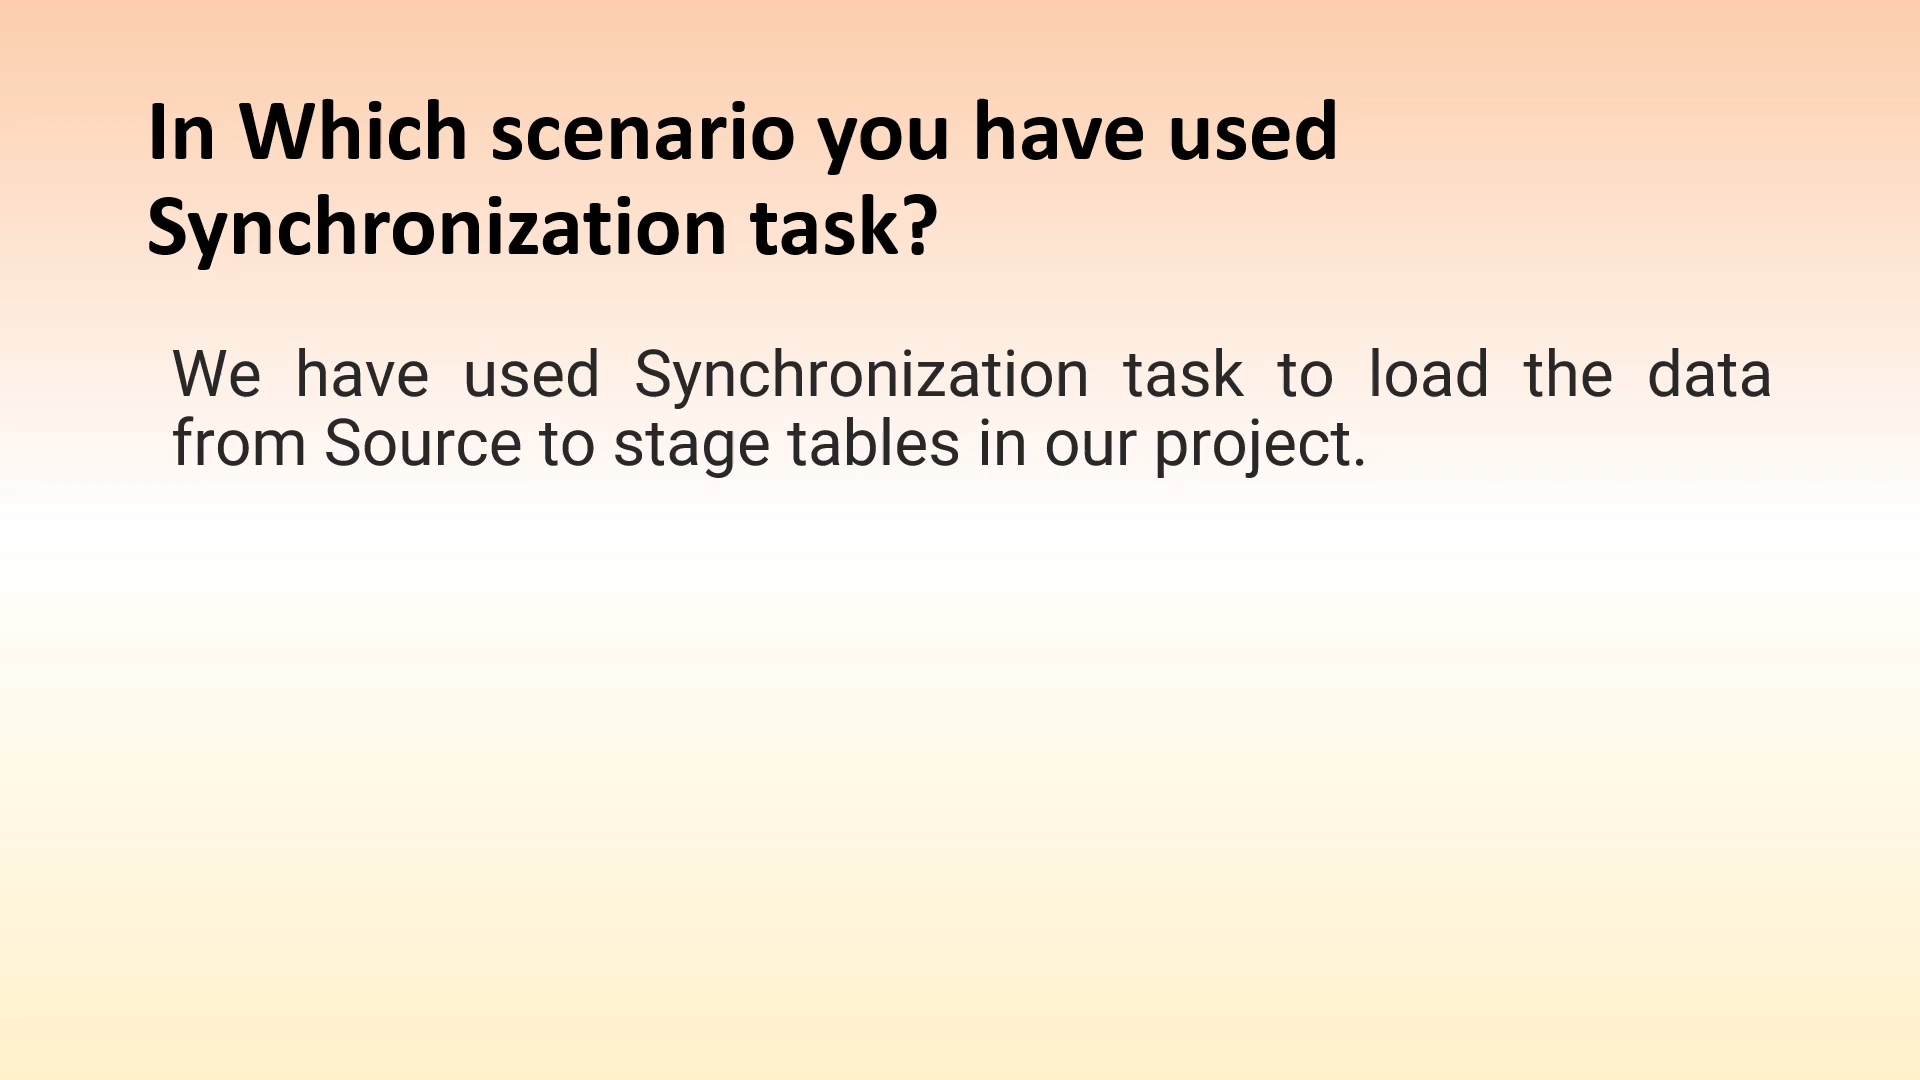 In Which scenario you have used
Synchronization task?
We have used Synchronization task to load the data
from Source to stage tables in our project.